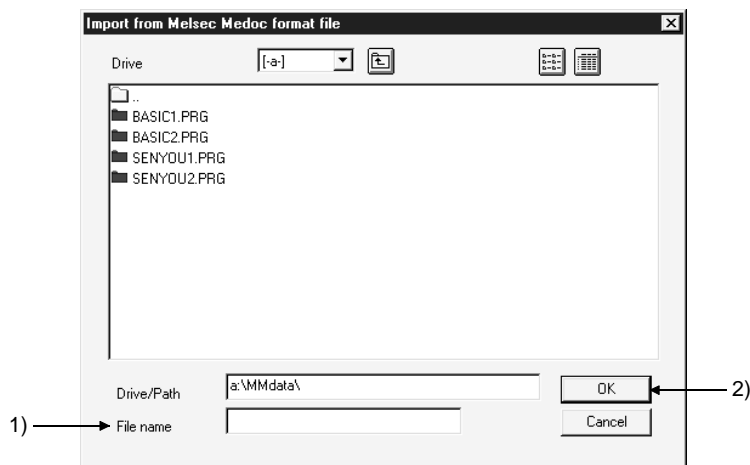 Import from Melsec Medoc format file
Drive
[-a-]
..
BASIC1.PRG
BASIC2.PRG
SENYOU1.PRG
SENYOU2.PRG
Drive/Path
a:\MMdata\
OK
2)
1)
File name
Cancel